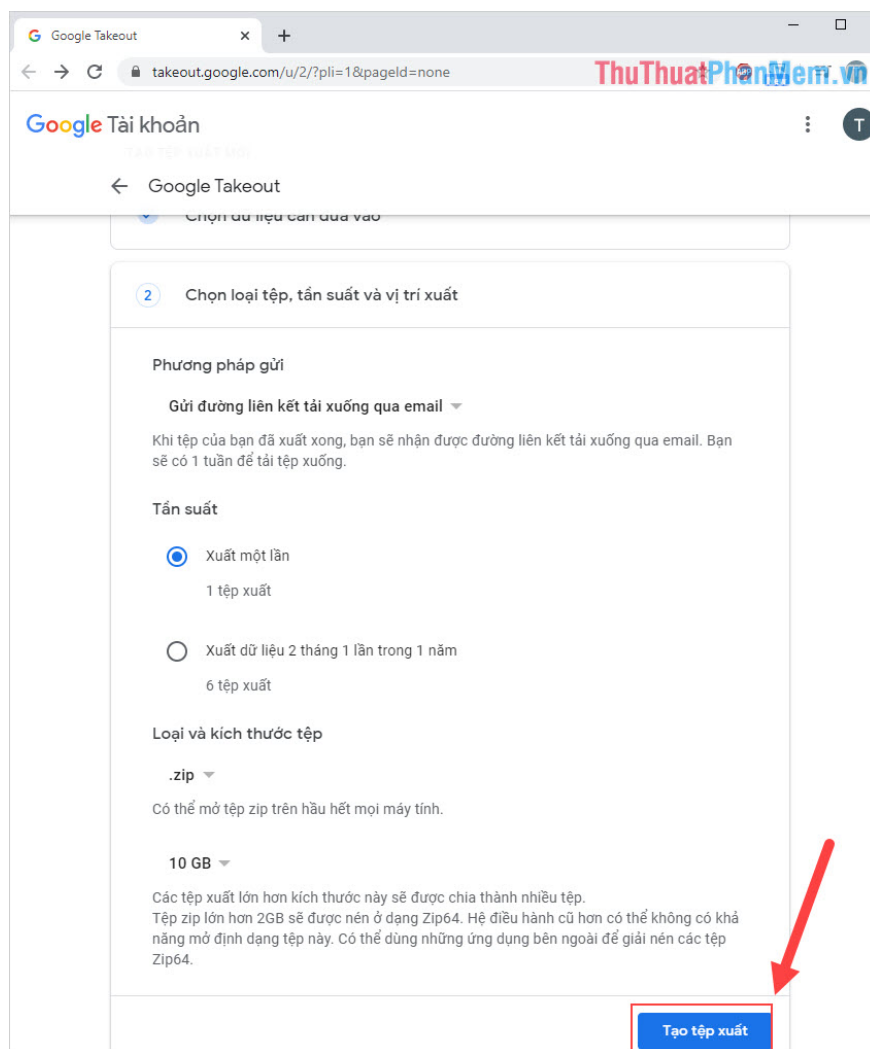 Google Takeout
takeout.google.com/u/2/?pli=1&pageId=none
ThuThuatPhanMem.vn
Google Tài khoản
T
Google Takeout
Chọn dữ liệu cần đưa vào
2 Chọn loại tệp, tần suất và vị trí xuất
Phương pháp gửi
Gửi đường liên kết tải xuống qua email
Khi tệp của bạn đã xuất xong, bạn sẽ nhận được đường liên kết tải xuống qua email. Bạn
sẽ có 1 tuần để tải tệp xuống.
Tần suất
Xuất một lần
1 tệp xuất
Xuất dữ liệu 2 tháng 1 lần trong 1 năm
6 tệp xuất
Loại và kích thước tệp
.zip
Có thể mở tệp zip trên hầu hết mọi máy tính.
10 GB
Các tệp xuất lớn hơn kích thước này sẽ được chia thành nhiều tệp.
Tệp zip lớn hơn 2GB sẽ được nén ở dạng Zip64. Hệ điều hành cũ hơn có thể không có khả
năng mở định dạng tệp này. Có thể dùng những ứng dụng bên ngoài để giải nén các tệp
Zip64.
Tạo tệp xuất